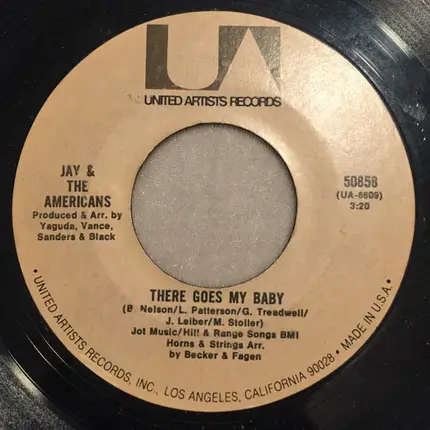 UA
UNITED ARTISTS RECORDS
JAY &
THE
AMERICANS
Produced & Arr. by
Yaguda, Vance,
Sanders & Black
50858
(UA-6609)
3:20
THERE GOES MY BABY
(B. Nelson/L. Patterson/G. Treadwell/
J. Leiber/M. Stoller)
Jot Music/Hill & Range Songs BMI
Horns & Strings Arr.
by Becker & Fagen
• UNITED ARTISTS RECORDS, INC., LOS ANGELES, CALIFORNIA 90028 • MADE IN U.S.A. •